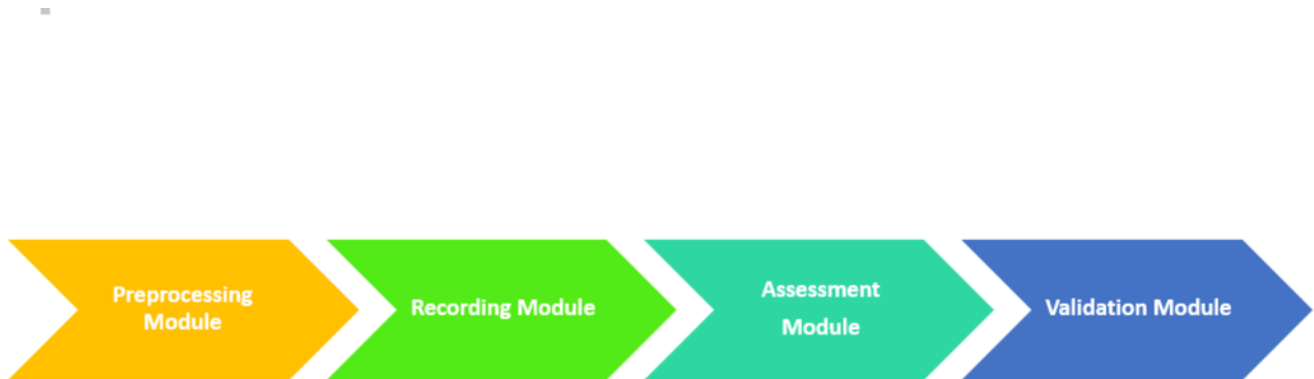 Preprocessing
Module
Recording Module
Assessment
Module
Validation Module